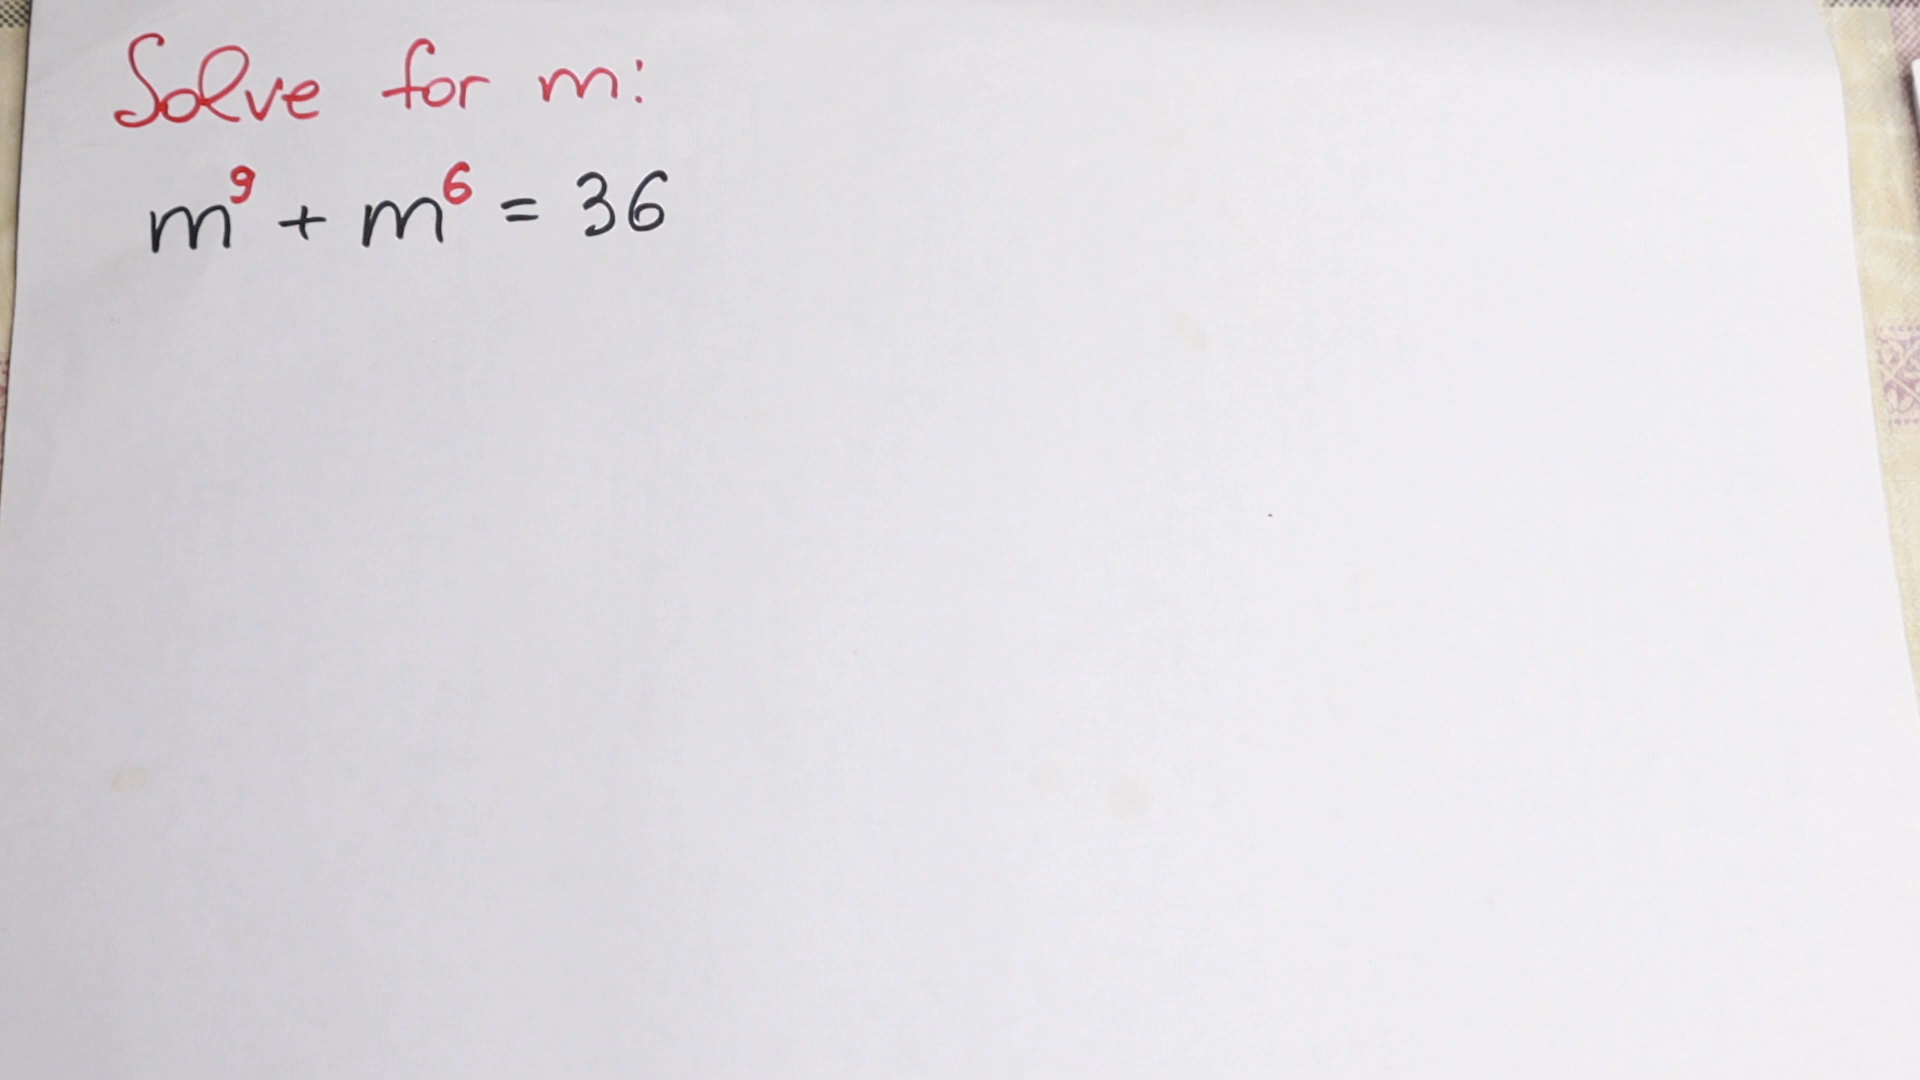 Solve for m:
m⁹ + m⁶ = 36